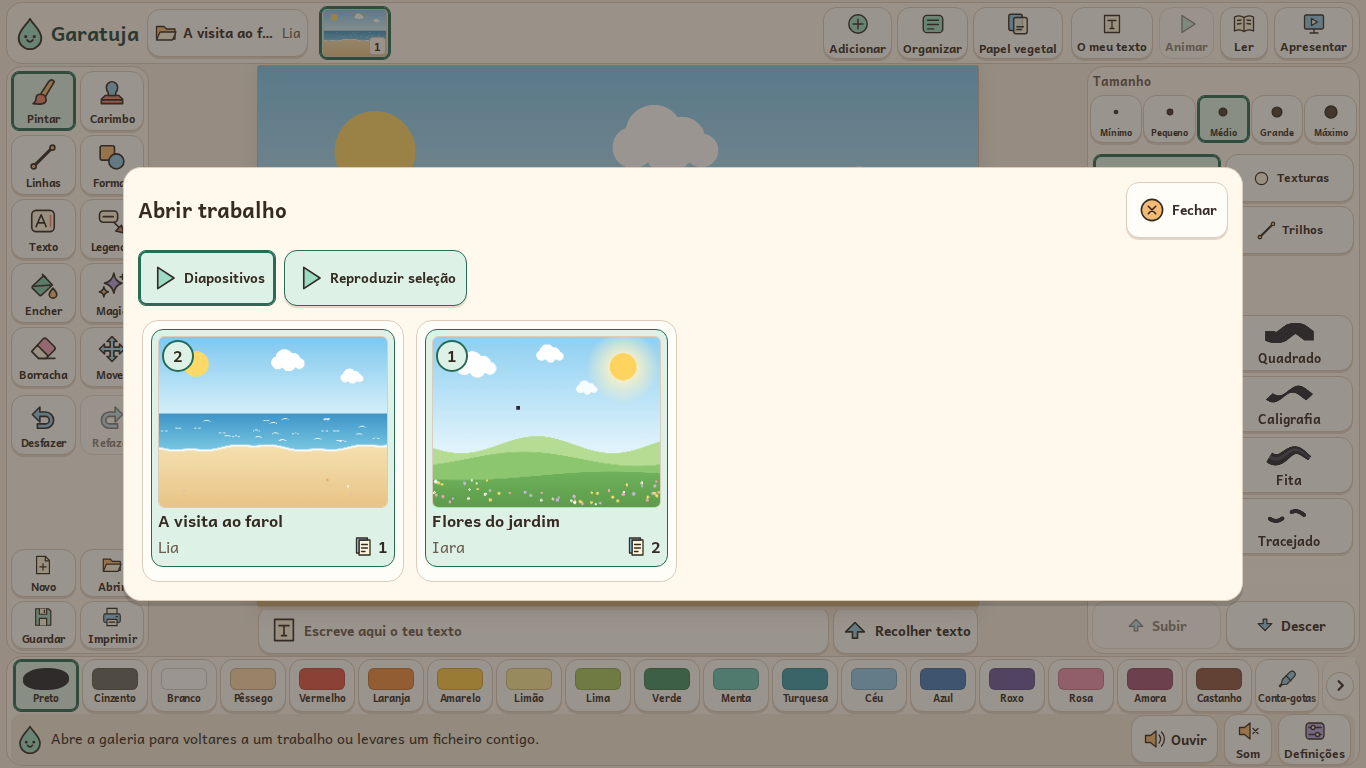 Garatuja
A visita ao f... Lia
1
Adicionar
Organizar
Papel vegetal
O meu texto
Animar
Ler
Apresentar
Pintar
Carimbo
Linhas
Forma
Texto
Legen
Encher
Magi
Borracha
Move
Desfazer
Refaz
Novo
Abri
Guardar
Imprimir
Tamanho
Mínimo
Pequeno
Médio
Grande
Máximo
Texturas
Trilhos
Quadrado
Caligrafia
Fita
Tracejado
Subir
Descer
Abrir trabalho
Fechar
Diapositivos
Reproduzir seleção
2
A visita ao farol
Lia 1
1
Flores do jardim
Iara 2
T Escreve aqui o teu texto
Recolher texto
Preto
Cinzento
Branco
Pêssego
Vermelho
Laranja
Amarelo
Limão
Lima
Verde
Menta
Turquesa
Céu
Azul
Roxo
Rosa
Amora
Castanho
Conta-gotas
Abre a galeria para voltares a um trabalho ou levares um ficheiro contigo.
Ouvir
Som
Definições